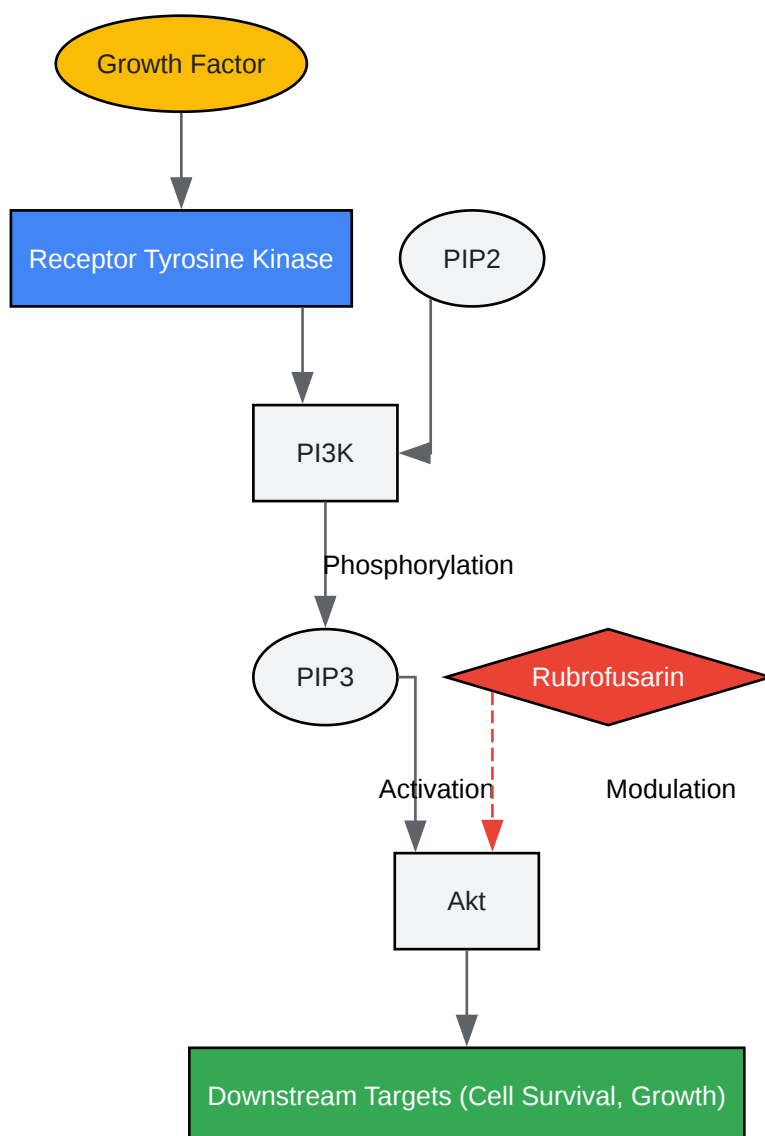 Growth Factor
Receptor Tyrosine Kinase
PIP2
PI3K
Phosphorylation
PIP3
Rubrofusarin
Activation
Modulation
Akt
Downstream Targets (Cell Survival, Growth)